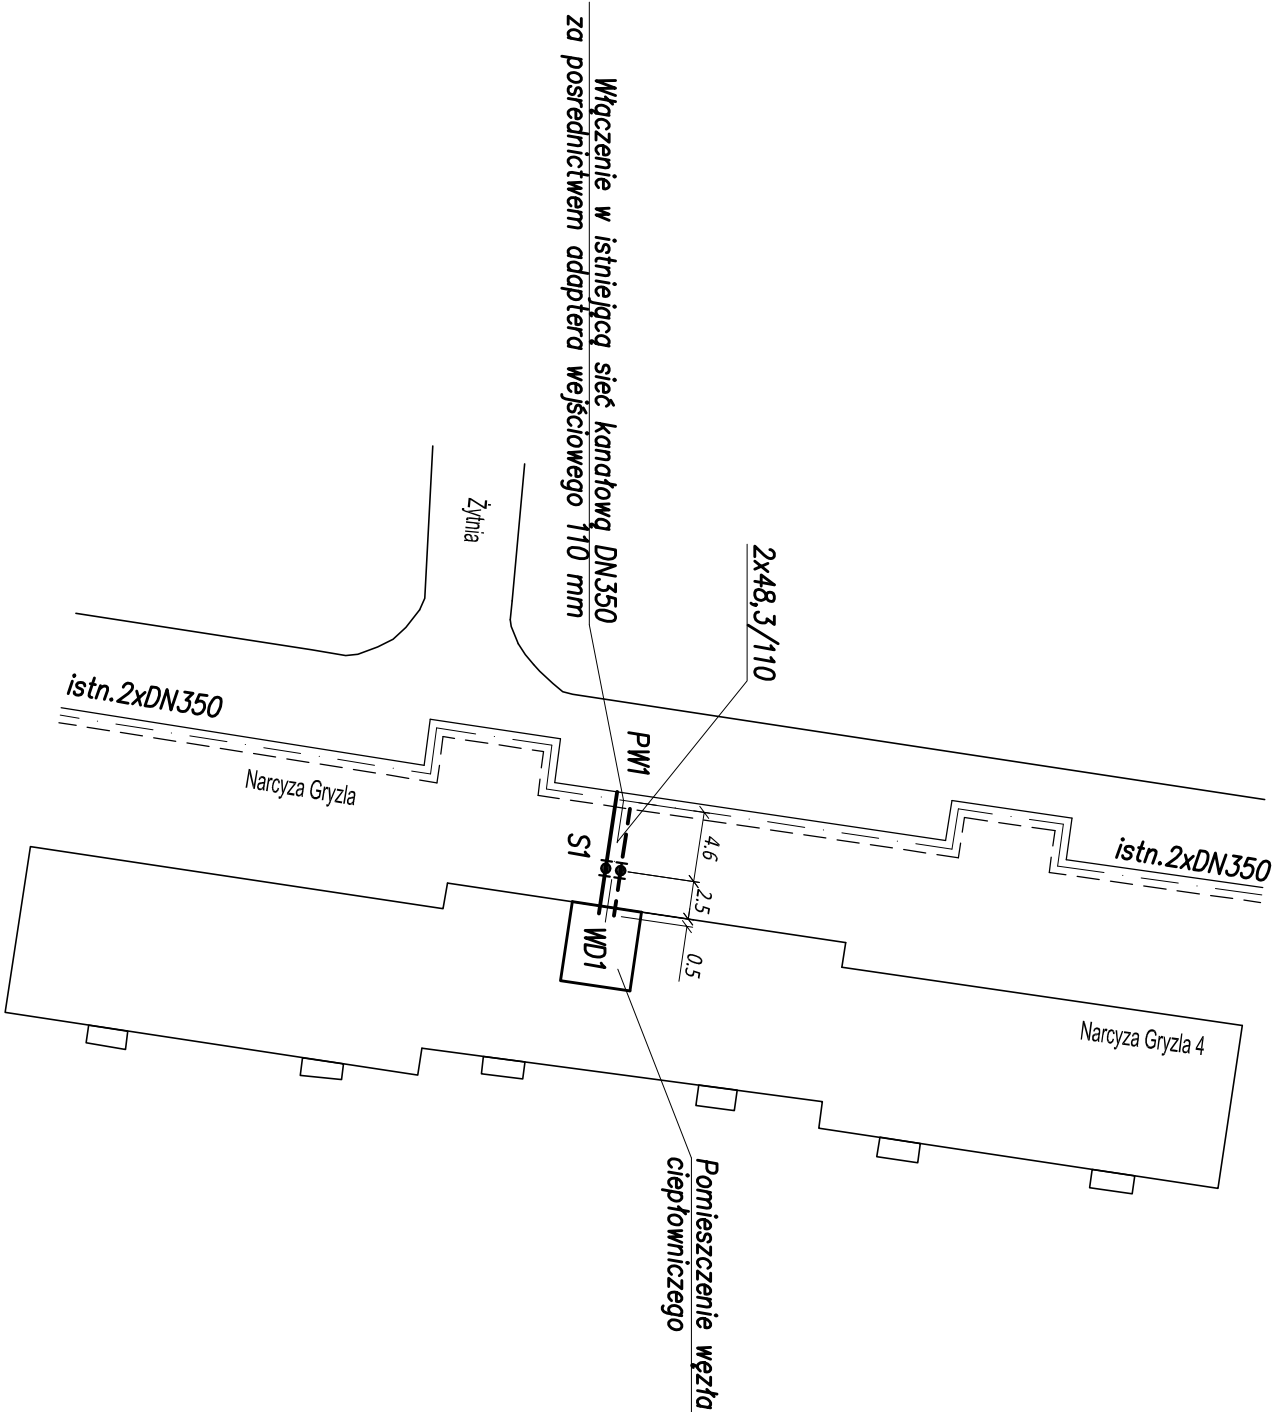 Włączenie w istniejącą sieć kanałową DN350
za posrednictwem adaptera wejściowego 110 mm
2x48,3/110
Żytnia
istn.2xDN350
Narcyza Gryzla
PW1
S1
WD1
4.6
2.5
0.5
istn.2xDN350
Narcyza Gryzla 4
Pomieszczenie węzła
ciepłowniczego